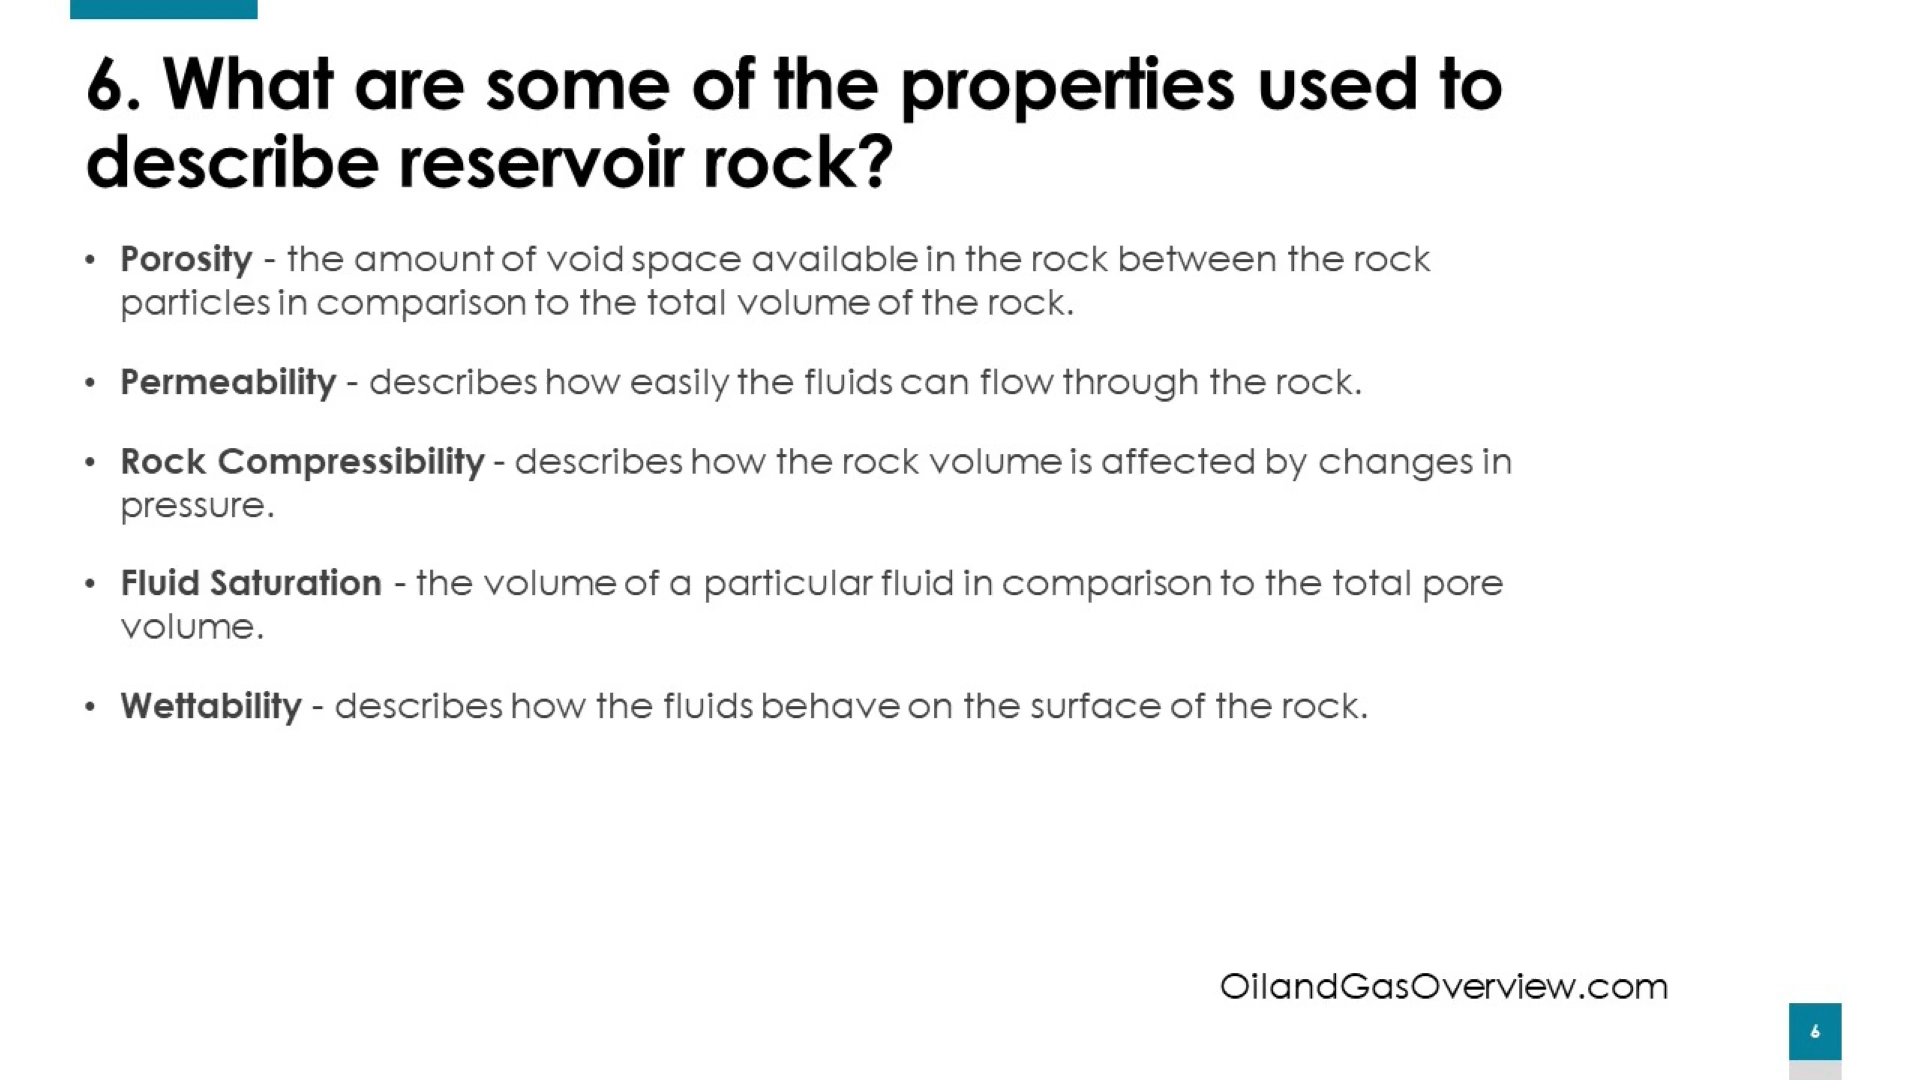 6. What are some of the properties used to
describe reservoir rock?
• Porosity - the amount of void space available in the rock between the rock
particles in comparison to the total volume of the rock.
• Permeability - describes how easily the fluids can flow through the rock.
• Rock Compressibility - describes how the rock volume is affected by changes in
pressure.
• Fluid Saturation - the volume of a particular fluid in comparison to the total pore
volume.
• Wettability - describes how the fluids behave on the surface of the rock.
OilandGasOverview.com
6